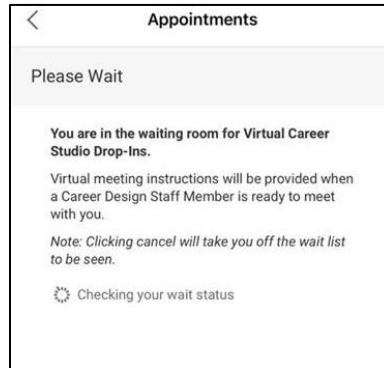 Appointments
Please Wait
You are in the waiting room for Virtual Career
Studio Drop-Ins.
Virtual meeting instructions will be provided when
a Career Design Staff Member is ready to meet
with you.
Note: Clicking cancel will take you off the wait list
to be seen.
Checking your wait status